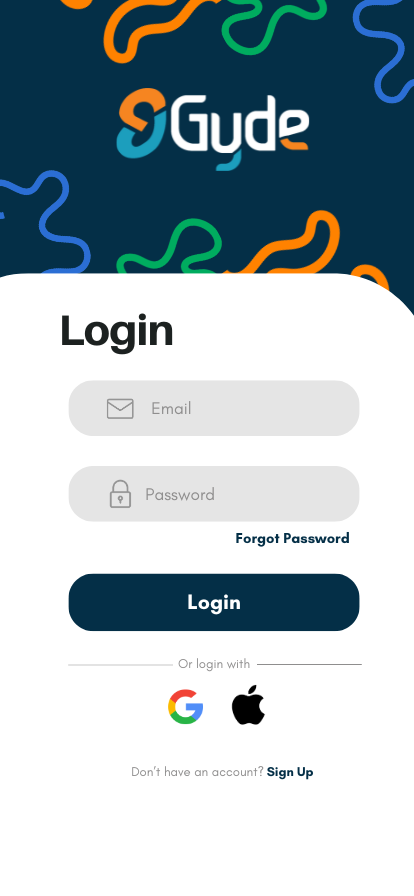 Gyde
Login
Email
Password
Forgot Password
Login
Or login with
Don't have an account? Sign Up